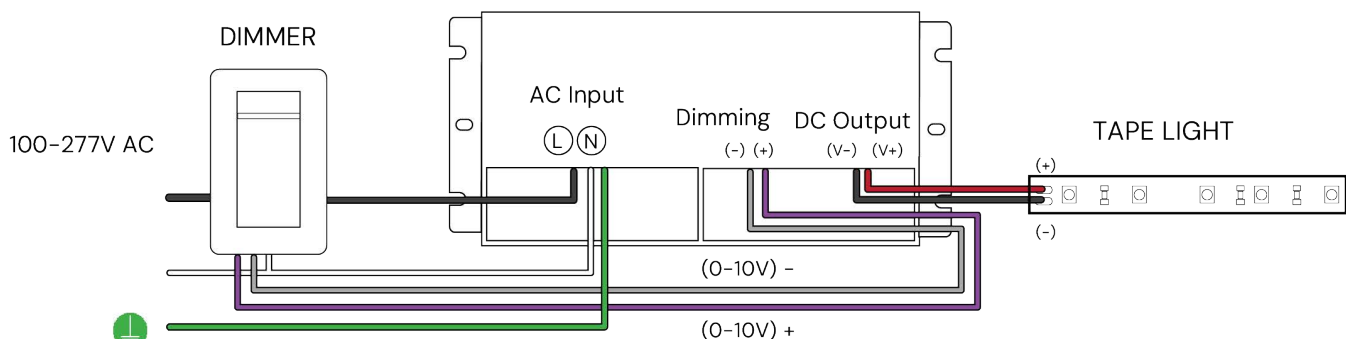 DIMMER
100-277V AC
AC Input
L N
Dimming
(-) (+)
DC Output
(V-) (V+)
TAPE LIGHT
(+)
(-)
(0-10V) -
(0-10V) +